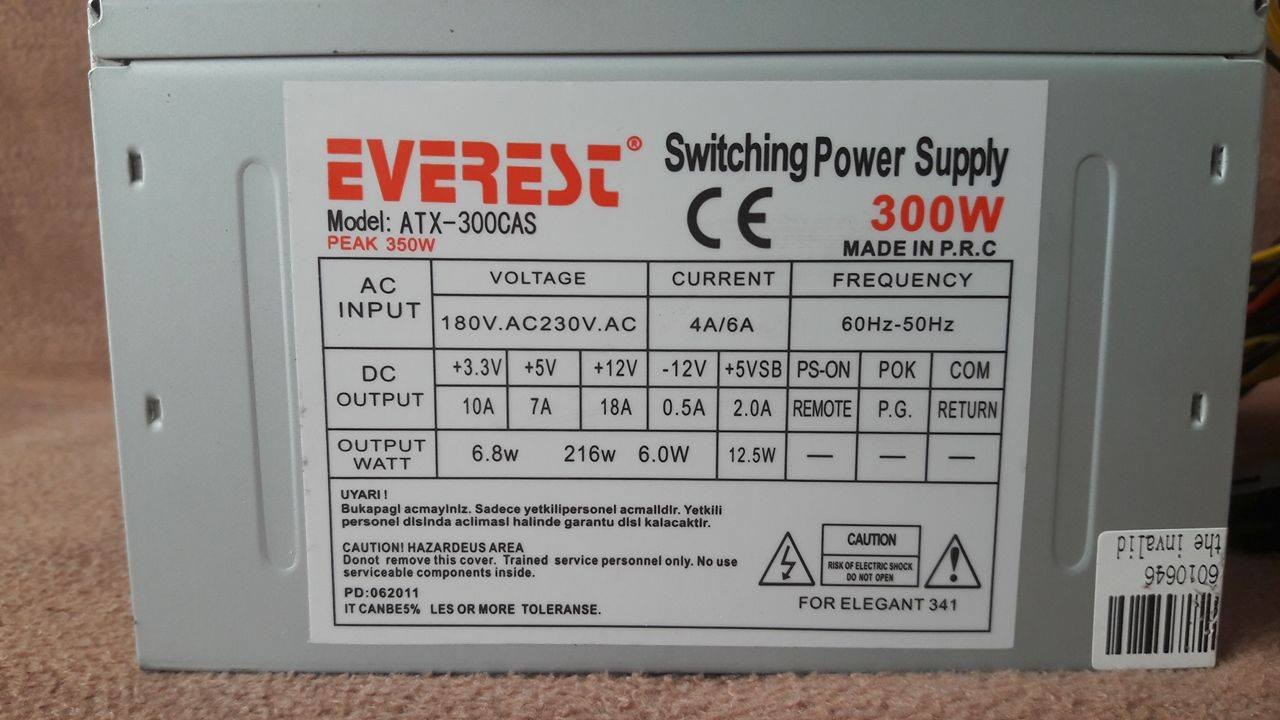 EVEREST®
Switching Power Supply
Model: ATX-300CAS
CE
300W
PEAK 350W
MADE IN P.R.C
AC INPUT
VOLTAGE CURRENT FREQUENCY
180V.AC230V.AC 4A/6A 60Hz-50Hz
DC OUTPUT
+3.3V +5V +12V -12V +5VSB PS-ON POK COM
10A 7A 18A 0.5A 2.0A REMOTE P.G. RETURN
OUTPUT WATT
6.8w 216w 6.0W 12.5W — — —
UYARI !
Bukapagl acmayiniz. Sadece yetkilipersonel acmalldlr. Yetkili
personel dlslnda aclimasl halinde garantu dlsl kalacaktlr.
CAUTION! HAZARDEUS AREA
Donot remove this cover. Trained service personnel only. No use
serviceable components inside.
PD:062011
IT CANBE5% LES OR MORE TOLERANSE.
CAUTION
RISK OF ELECTRIC SHOCK
DO NOT OPEN
FOR ELEGANT 341
6010646
the invalid